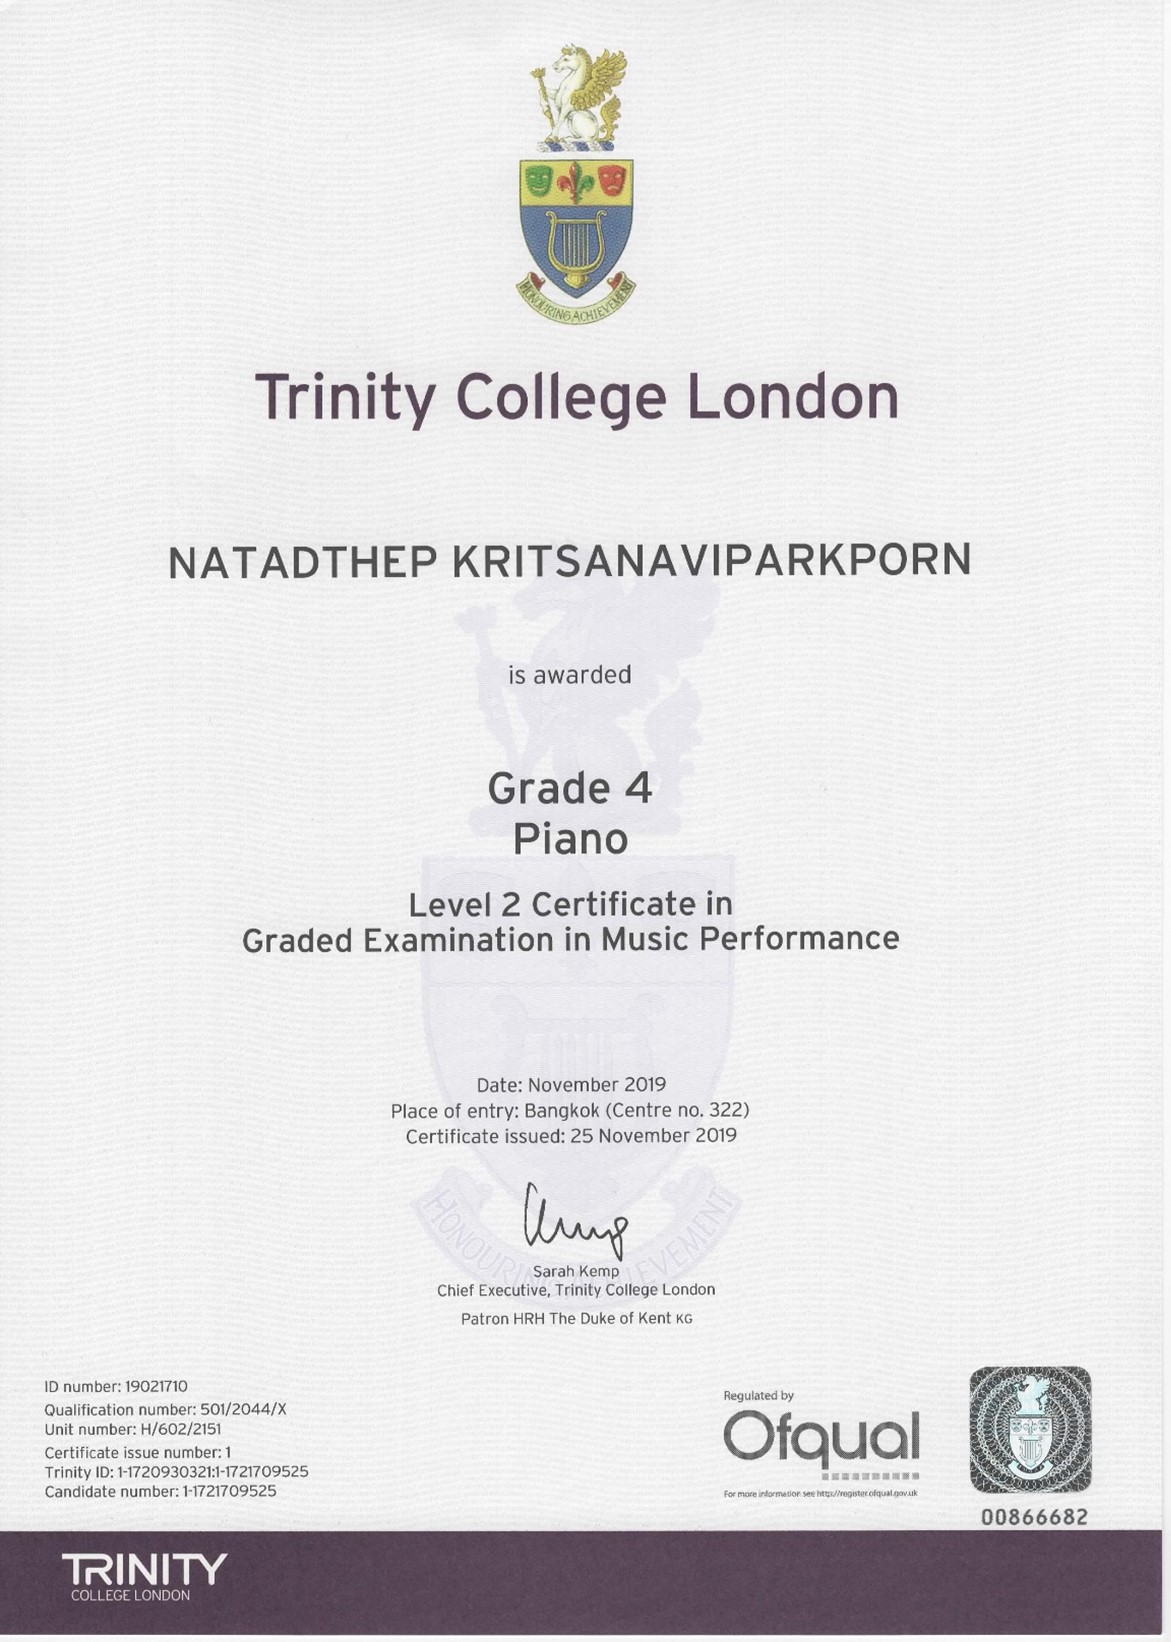 HONOURING ACHIEVEMENT
Trinity College London
NATADTHEP KRITSANAVIPARKPORN
is awarded
Grade 4
Piano
Level 2 Certificate in
Graded Examination in Music Performance
Date: November 2019
Place of entry: Bangkok (Centre no. 322)
Certificate issued: 25 November 2019
HONOURING ACHIEVEMENT
Sarah Kemp
Chief Executive, Trinity College London
Patron HRH The Duke of Kent KG
ID number: 19021710
Qualification number: 501/2044/X
Unit number: H/602/2151
Certificate issue number: 1
Trinity ID: 1-1720930321:1-1721709525
Candidate number: 1-1721709525
Regulated by
Ofqual
For more information see http://register.ofqual.gov.uk
00866682
TRINITY
COLLEGE LONDON